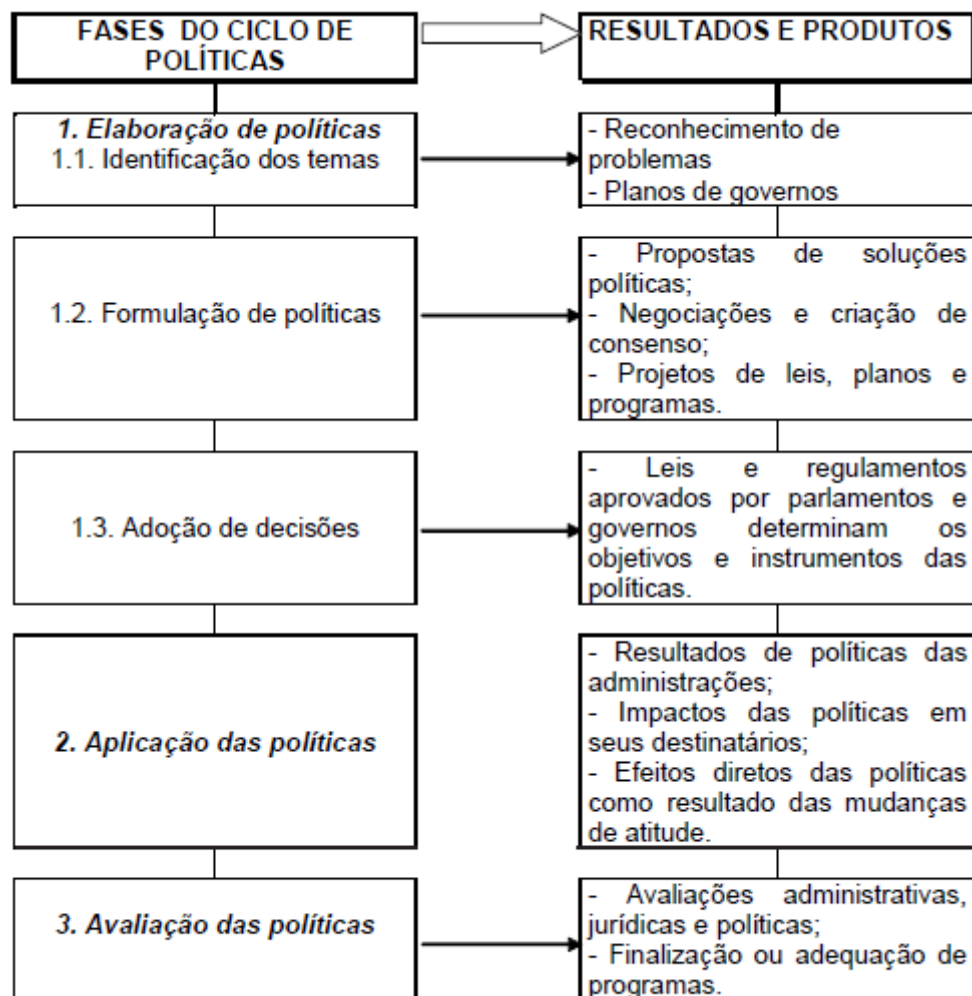 FASES DO CICLO DE
POLÍTICAS
RESULTADOS E PRODUTOS
1. Elaboração de políticas
1.1. Identificação dos temas
- Reconhecimento de
problemas
- Planos de governos
1.2. Formulação de políticas
- Propostas de soluções
políticas;
- Negociações e criação de
consenso;
- Projetos de leis, planos e
programas.
1.3. Adoção de decisões
- Leis e regulamentos
aprovados por parlamentos e
governos determinam os
objetivos e instrumentos das
políticas.
2. Aplicação das políticas
- Resultados de políticas das
administrações;
- Impactos das políticas em
seus destinatários;
- Efeitos diretos das políticas
como resultado das mudanças
de atitude.
3. Avaliação das políticas
- Avaliações administrativas,
jurídicas e políticas;
- Finalização ou adequação de
programas.